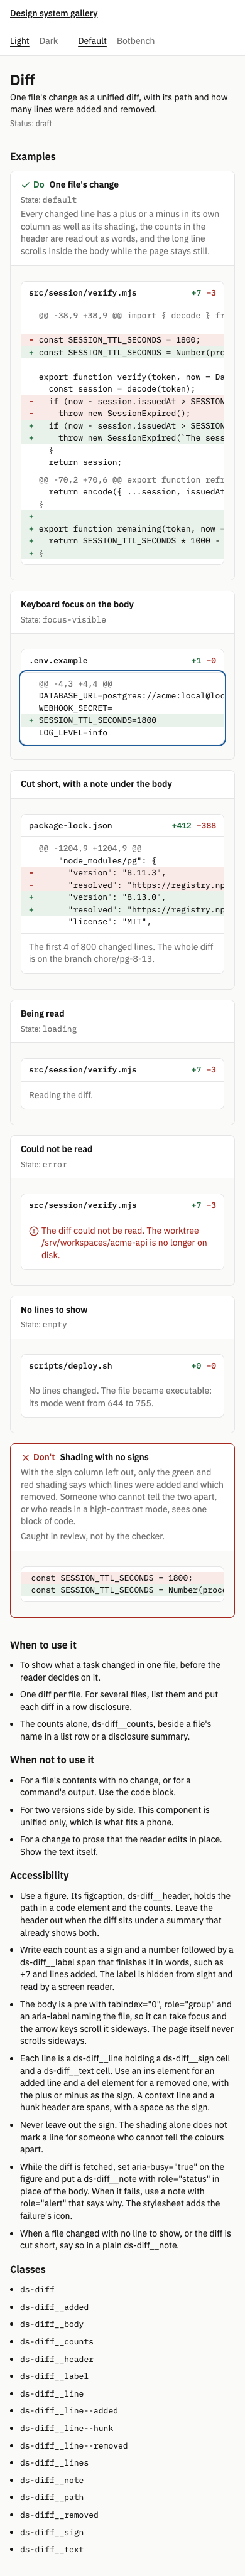 Design system gallery
Light Dark Default Botbench
Diff
One file's change as a unified diff, with its path and how
many lines were added and removed.
Status: draft
Examples
Do One file's change
State: default
Every changed line has a plus or a minus in its own
column as well as its shading, the counts in the
header are read out as words, and the long line
scrolls inside the body while the page stays still.
src/session/verify.mjs +7 −3
@@ -38,9 +38,9 @@ import { decode } fr
- const SESSION_TTL_SECONDS = 1800;
+ const SESSION_TTL_SECONDS = Number(proc
export function verify(token, now = Da
const session = decode(token);
- if (now - session.issuedAt > SESSION
- throw new SessionExpired();
+ if (now - session.issuedAt > SESSION
+ throw new SessionExpired(`The sess
}
return session;
@@ -70,2 +70,6 @@ export function refr
return encode({ ...session, issuedAt
}
+
+ export function remaining(token, now =
+ return SESSION_TTL_SECONDS * 1000 -
+ }
Keyboard focus on the body
State: focus-visible
.env.example +1 −0
@@ -4,3 +4,4 @@
DATABASE_URL=postgres://acme:local@loc
WEBHOOK_SECRET=
+ SESSION_TTL_SECONDS=1800
LOG_LEVEL=info
Cut short, with a note under the body
package-lock.json +412 −388
@@ -1204,9 +1204,9 @@
"node_modules/pg": {
- "version": "8.11.3",
- "resolved": "https://registry.np
+ "version": "8.13.0",
+ "resolved": "https://registry.np
"license": "MIT",
The first 4 of 800 changed lines. The whole diff
is on the branch chore/pg-8-13.
Being read
State: loading
src/session/verify.mjs +7 −3
Reading the diff.
Could not be read
State: error
src/session/verify.mjs +7 −3
The diff could not be read. The worktree
/srv/workspaces/acme-api is no longer on
disk.
No lines to show
State: empty
scripts/deploy.sh +0 −0
No lines changed. The file became executable:
its mode went from 644 to 755.
Don't Shading with no signs
With the sign column left out, only the green and
red shading says which lines were added and which
removed. Someone who cannot tell the two apart,
or who reads in a high-contrast mode, sees one
block of code.
Caught in review, not by the checker.
const SESSION_TTL_SECONDS = 1800;
const SESSION_TTL_SECONDS = Number(proce
When to use it
• To show what a task changed in one file, before the
reader decides on it.
• One diff per file. For several files, list them and put
each diff in a row disclosure.
• The counts alone, ds-diff__counts, beside a file's
name in a list row or a disclosure summary.
When not to use it
• For a file's contents with no change, or for a
command's output. Use the code block.
• For two versions side by side. This component is
unified only, which is what fits a phone.
• For a change to prose that the reader edits in place.
Show the text itself.
Accessibility
• Use a figure. Its figcaption, ds-diff__header, holds the
path in a code element and the counts. Leave the
header out when the diff sits under a summary that
already shows both.
• Write each count as a sign and a number followed by a
ds-diff__label span that finishes it in words, such as
+7 and lines added. The label is hidden from sight and
read by a screen reader.
• The body is a pre with tabindex="0", role="group" and
an aria-label naming the file, so it can take focus and
the arrow keys scroll it sideways. The page itself never
scrolls sideways.
• Each line is a ds-diff__line holding a ds-diff__sign cell
and a ds-diff__text cell. Use an ins element for an
added line and a del element for a removed one, with
the plus or minus as the sign. A context line and a
hunk header are spans, with a space as the sign.
• Never leave out the sign. The shading alone does not
mark a line for someone who cannot tell the colours
apart.
• While the diff is fetched, set aria-busy="true" on the
figure and put a ds-diff__note with role="status" in
place of the body. When it fails, use a note with
role="alert" that says why. The stylesheet adds the
failure's icon.
• When a file changed with no line to show, or the diff is
cut short, say so in a plain ds-diff__note.
Classes
• ds-diff
• ds-diff__added
• ds-diff__body
• ds-diff__counts
• ds-diff__header
• ds-diff__label
• ds-diff__line
• ds-diff__line--added
• ds-diff__line--hunk
• ds-diff__line--removed
• ds-diff__lines
• ds-diff__note
• ds-diff__path
• ds-diff__removed
• ds-diff__sign
• ds-diff__text